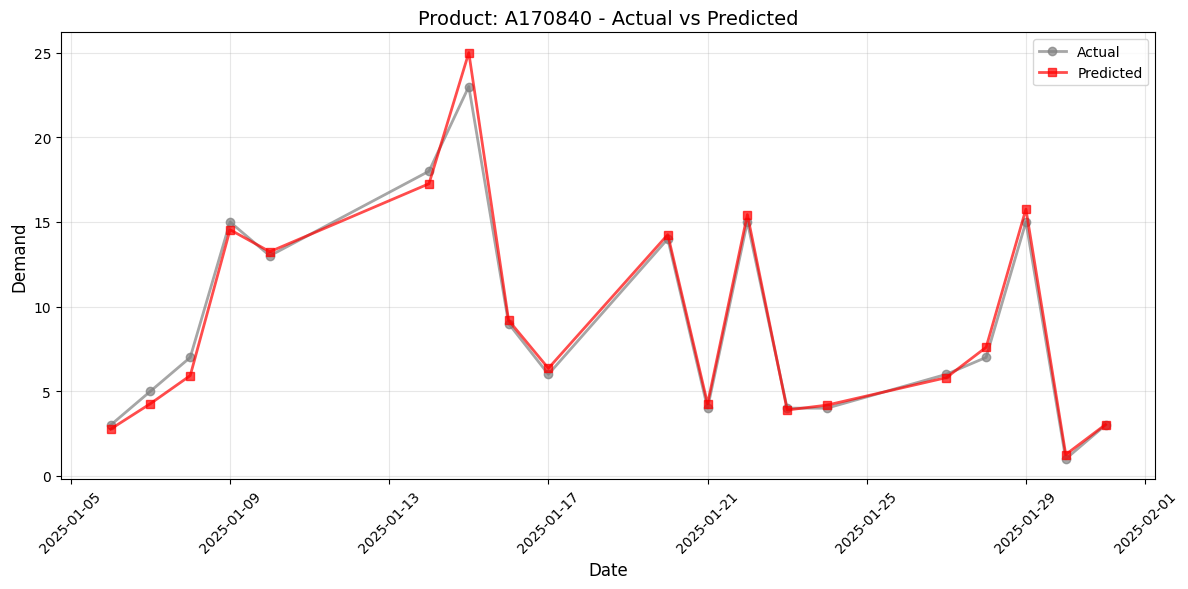 Product: A170840 - Actual vs Predicted
Actual
Predicted
Demand
25
20
15
10
5
0
2025-01-05
2025-01-09
2025-01-13
2025-01-17
2025-01-21
2025-01-25
2025-01-29
2025-02-01
Date